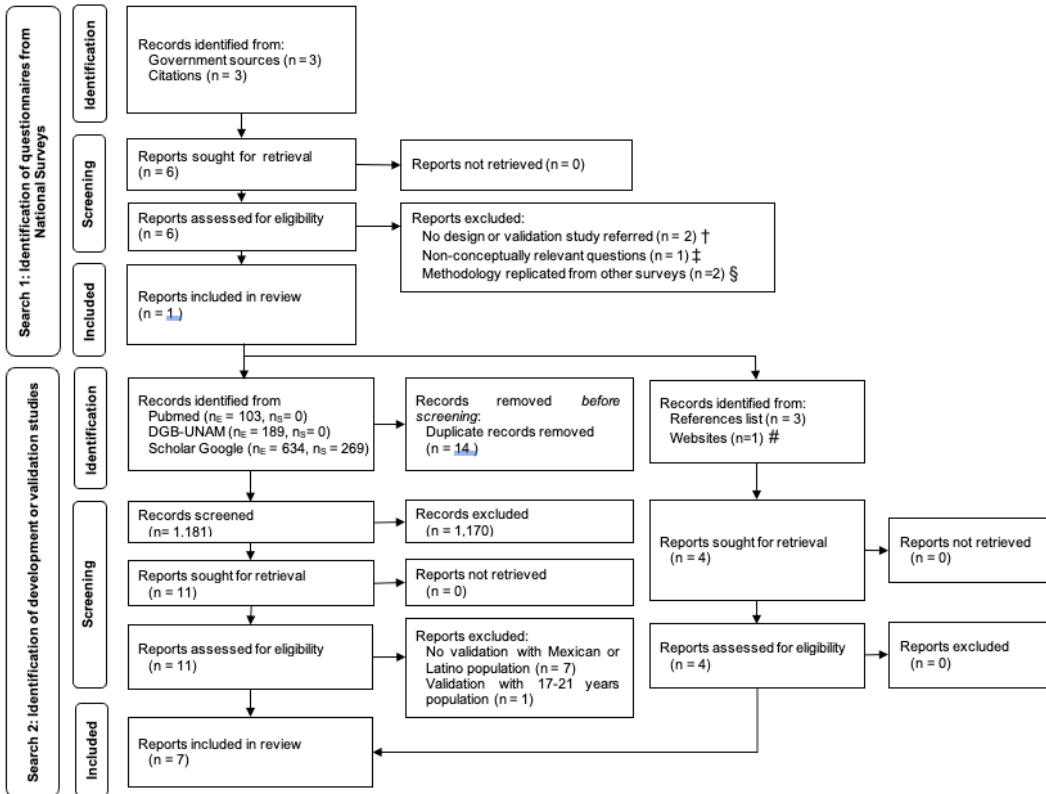 Search 1: Identification of questionnaires from
National Surveys
Identification
Records identified from:
Government sources (n = 3)
Citations (n = 3)
Screening
Reports sought for retrieval
(n = 6)
Reports not retrieved (n = 0)
Reports assessed for eligibility
(n = 6)
Reports excluded:
No design or validation study referred (n = 2) †
Non-conceptually relevant questions (n = 1) ‡
Methodology replicated from other surveys (n =2) §
Included
Reports included in review
(n = 1 )
Search 2: Identification of development or validation studies
Identification
Records identified from
Pubmed (nE = 103, nS= 0)
DGB-UNAM (nE = 189, nS=0)
Scholar Google (nE = 634, nS = 269)
Records removed before
screening:
Duplicate records removed
(n = 14 )
Records identified from:
References list (n = 3)
Websites (n=1) #
Screening
Records screened
(n= 1,181)
Records excluded
(n = 1,170)
Reports sought for retrieval
(n = 4)
Reports not retrieved
(n = 0)
Reports sought for retrieval
(n = 11)
Reports not retrieved
(n = 0)
Reports assessed for eligibility
(n = 11)
Reports excluded:
No validation with Mexican or
Latino population (n = 7)
Validation with 17-21 years
population (n = 1)
Reports assessed for eligibility
(n = 4)
Reports excluded
(n = 0)
Included
Reports included in review
(n = 7)